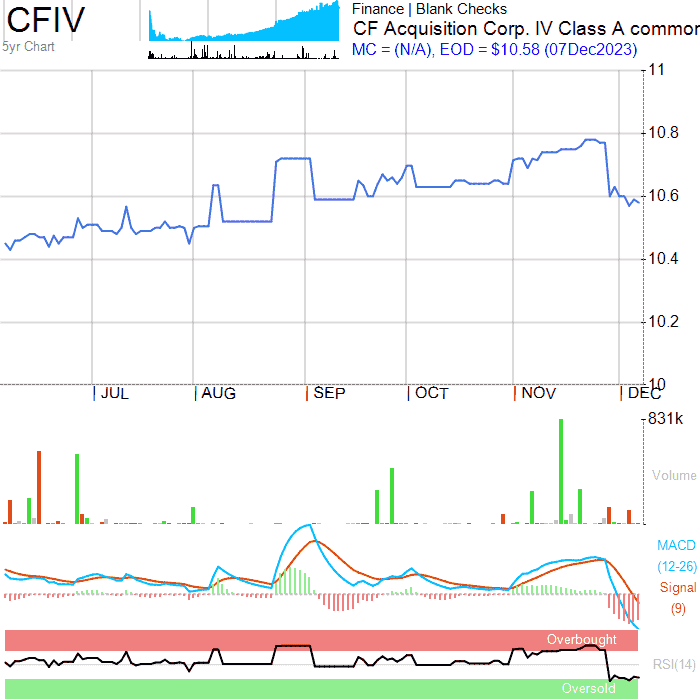 CFIV
5yr Chart
Finance | Blank Checks
CF Acquisition Corp. IV Class A common
MC = (N/A), EOD = $10.58 (07Dec2023)
11
10.8
10.6
10.4
10.2
10
JUL AUG SEP OCT NOV DEC
831k
Volume
MACD
(12-26)
Signal
(9)
Overbought
RSI(14)
Oversold